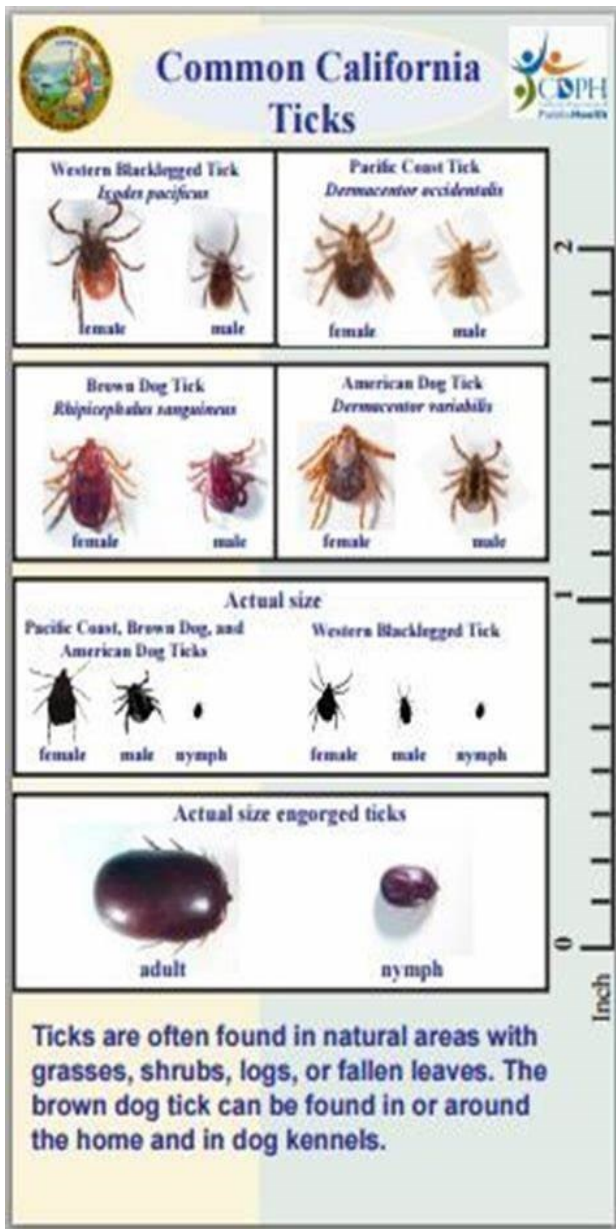 Common California
Ticks
CDPH
PublicHealth
Western Blacklegged Tick
Ixodes pacificus
female male
Pacific Coast Tick
Dermacentor occidentalis
female male
Brown Dog Tick
Rhipicephalus sanguineus
female male
American Dog Tick
Dermacentor variabilis
female male
Actual size
Pacific Coast, Brown Dog, and
American Dog Ticks
female male nymph
Western Blacklegged Tick
female male nymph
Actual size engorged ticks
adult nymph
2
1
0
Inch
Ticks are often found in natural areas with
grasses, shrubs, logs, or fallen leaves. The
brown dog tick can be found in or around
the home and in dog kennels.